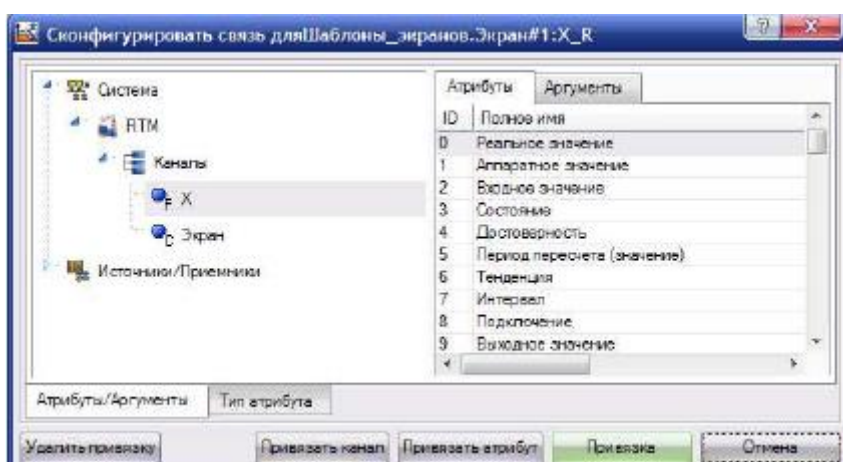 Сконфигурировать связь дляШаблоны_экранов.Экран#1:X_R
Система
RTM
Каналы
X
Экран
Источники/Приемники
Атрибуты Аргументы
ID Полное имя
0 Реальное значение
1 Аппаратное значение
2 Входное значение
3 Состояние
4 Достоверность
5 Период пересчета (значение)
6 Тенденция
7 Интервал
8 Подключение
9 Выходное значение
Атрибуты/Аргументы Тип атрибута
Удалить привязку Привязать канал Привязать атрибут Привязка Отмена